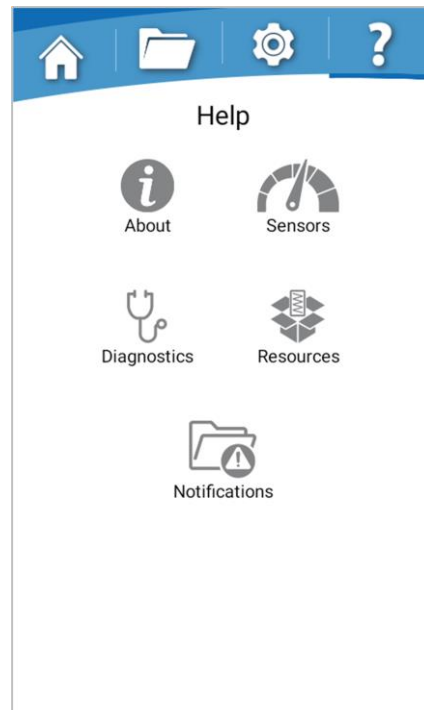 Help
About
Sensors
Diagnostics
Resources
Notifications